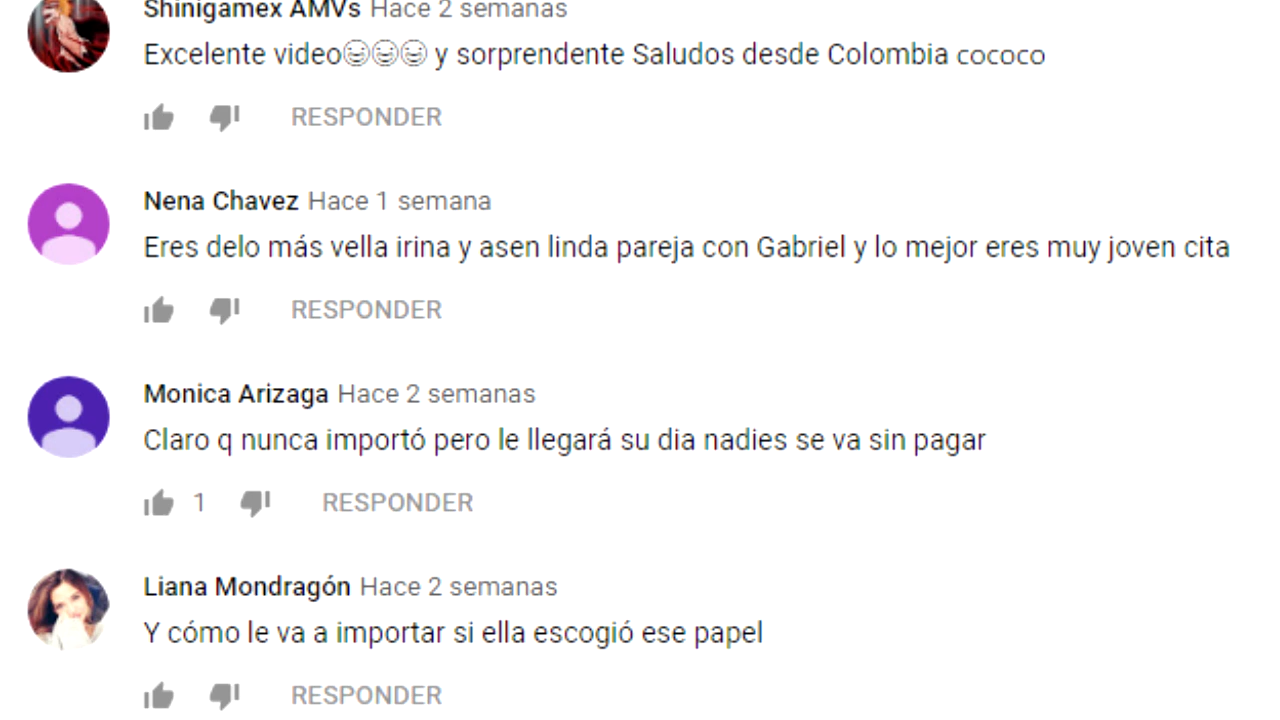 Shinigamex AMVs Hace 2 semanas
Excelente video😆😆😆 y sorprendente Saludos desde Colombia cococo
RESPONDER
Nena Chavez Hace 1 semana
Eres delo más vella irina y asen linda pareja con Gabriel y lo mejor eres muy joven cita
RESPONDER
Monica Arizaga Hace 2 semanas
Claro q nunca importó pero le llegará su dia nadies se va sin pagar
1 RESPONDER
Liana Mondragón Hace 2 semanas
Y cómo le va a importar si ella escogió ese papel
RESPONDER